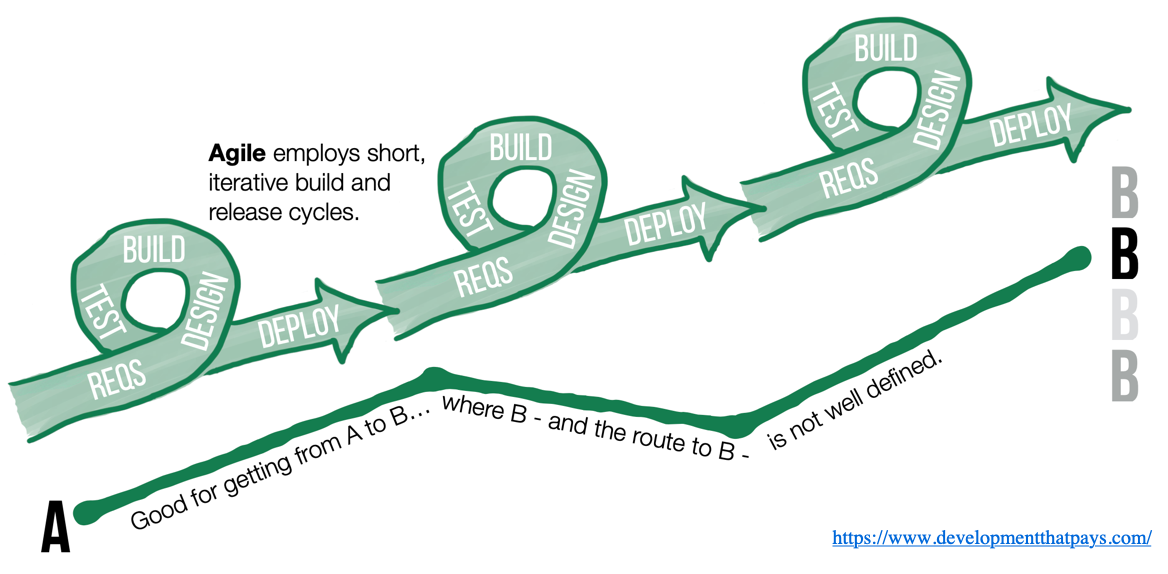 Agile employs short,
iterative build and
release cycles.
REQS
DESIGN
BUILD
TEST
DEPLOY
REQS
DESIGN
BUILD
TEST
DEPLOY
REQS
DESIGN
BUILD
TEST
DEPLOY
A
Good for getting from A to B...
where B - and the route to B -
is not well defined.
B
B
B
B
https://www.developmentthatpays.com/